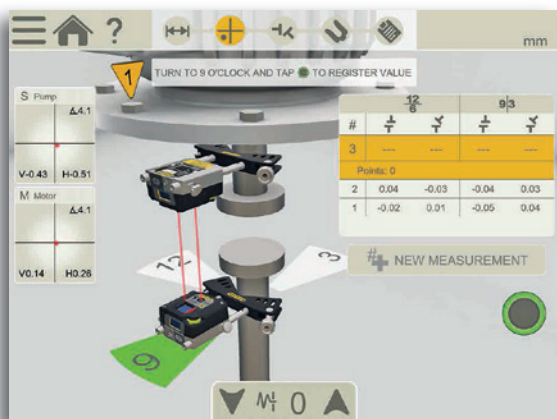 ?
mm
1
TURN TO 9 O'CLOCK AND TAP TO REGISTER VALUE
S Pump
4.1
V-0.43 H-0.51
M Motor
4.1
V0.14 H0.26
12 6 9 3
#
3 --- --- --- ---
Points: 0
2 0.04 -0.03 -0.04 0.03
1 -0.02 0.01 -0.05 0.04
# NEW MEASUREMENT
12
3
9
0